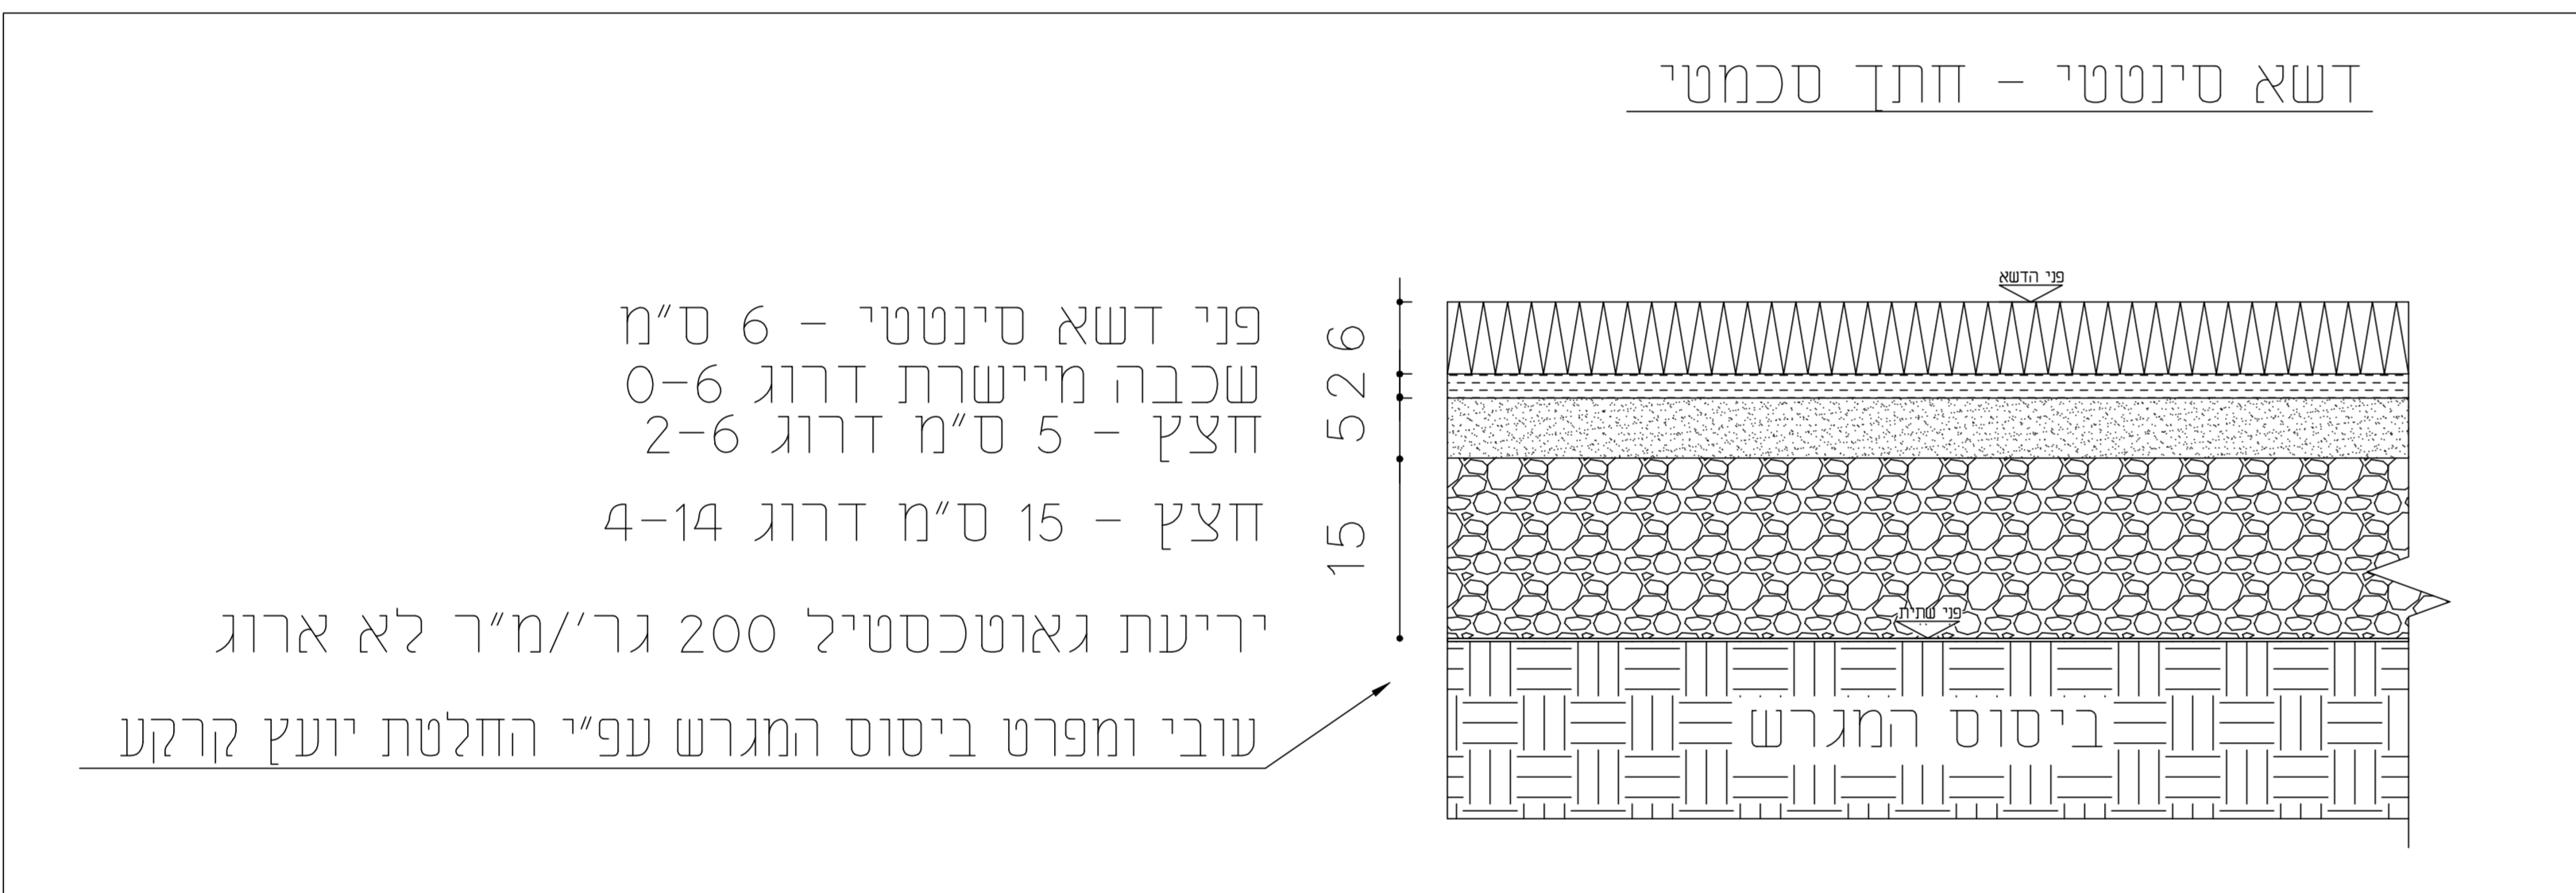 דשא סינטטי - חתך סכמטי
פני הדשא
פני דשא סינטטי - 6 ס"מ
6
שכבה מיישרת דרוג 0-6
2
חצץ - 5 ס"מ דרוג 2-6
5
חצץ - 15 ס"מ דרוג 4-14
15
פני שתית
יריעת גאוטכסטיל 200 גר'/מ"ר לא ארוג
עובי ומפרט ביסוס המגרש עפ"י החלטת יועץ קרקע
ביסוס המגרש